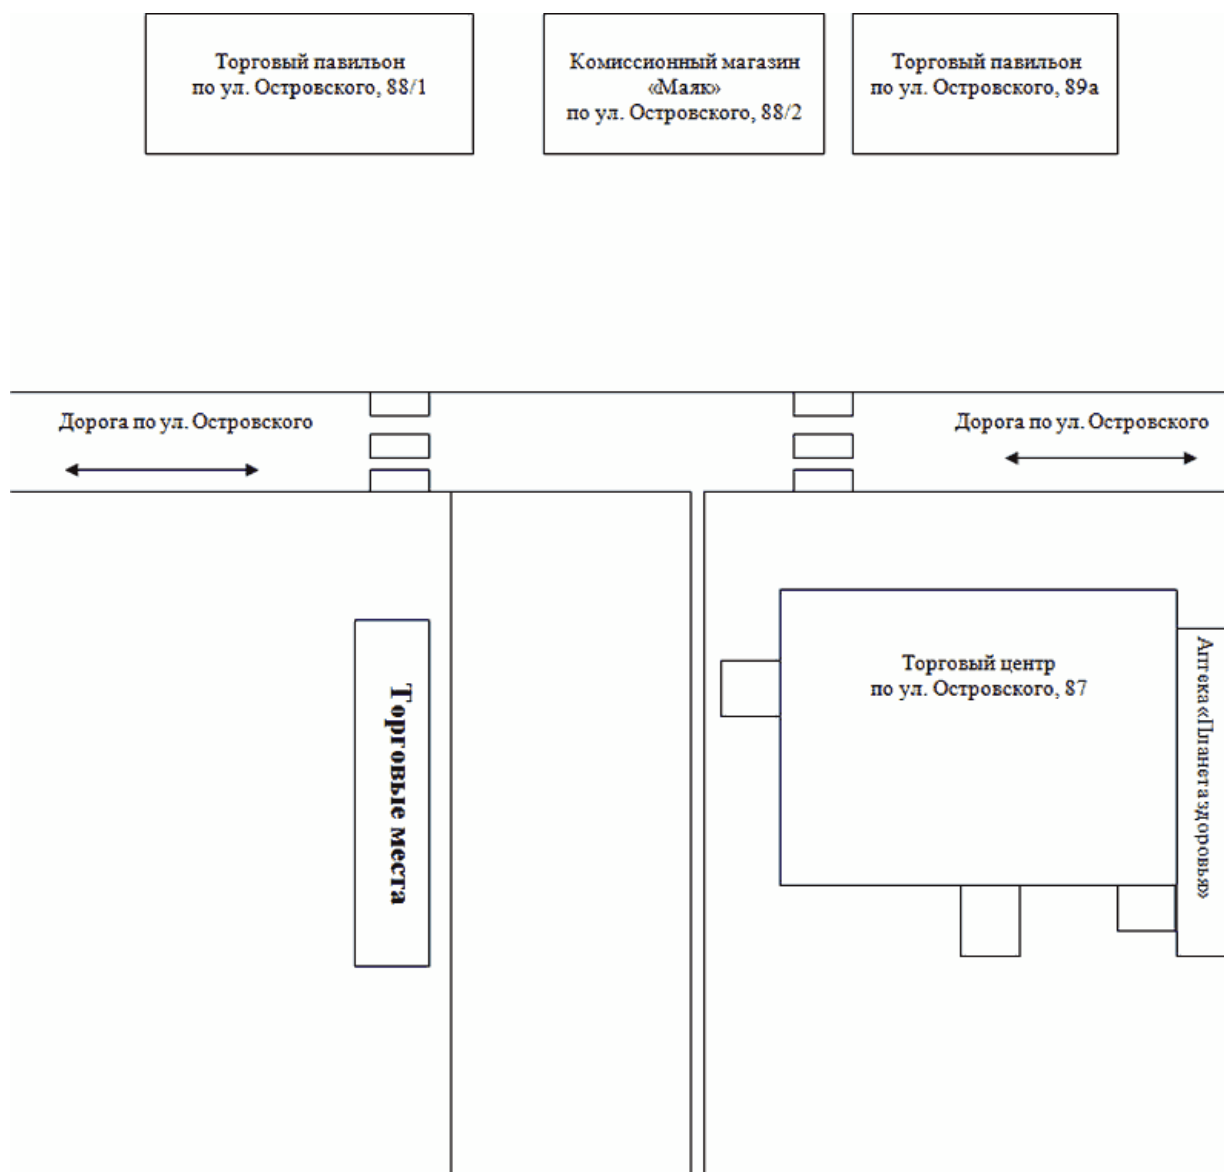 Торговый павильон
по ул. Островского, 88/1
Комиссионный магазин
«Маяк»
по ул. Островского, 88/2
Торговый павильон
по ул. Островского, 89а
Дорога по ул. Островского
Дорога по ул. Островского
Торговые места
Торговый центр
по ул. Островского, 87
Аптека «Планета здоровья»